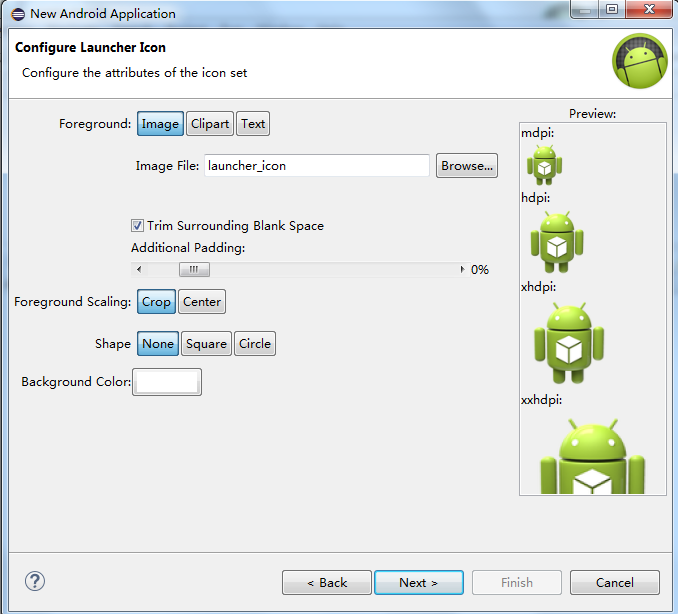 New Android Application
Configure Launcher Icon
Configure the attributes of the icon set
Foreground: Image Clipart Text
Image File: launcher_icon Browse...
Trim Surrounding Blank Space
Additional Padding:
0%
Foreground Scaling: Crop Center
Shape None Square Circle
Background Color:
Preview:
mdpi:
hdpi:
xhdpi:
xxhdpi:
? < Back Next > Finish Cancel